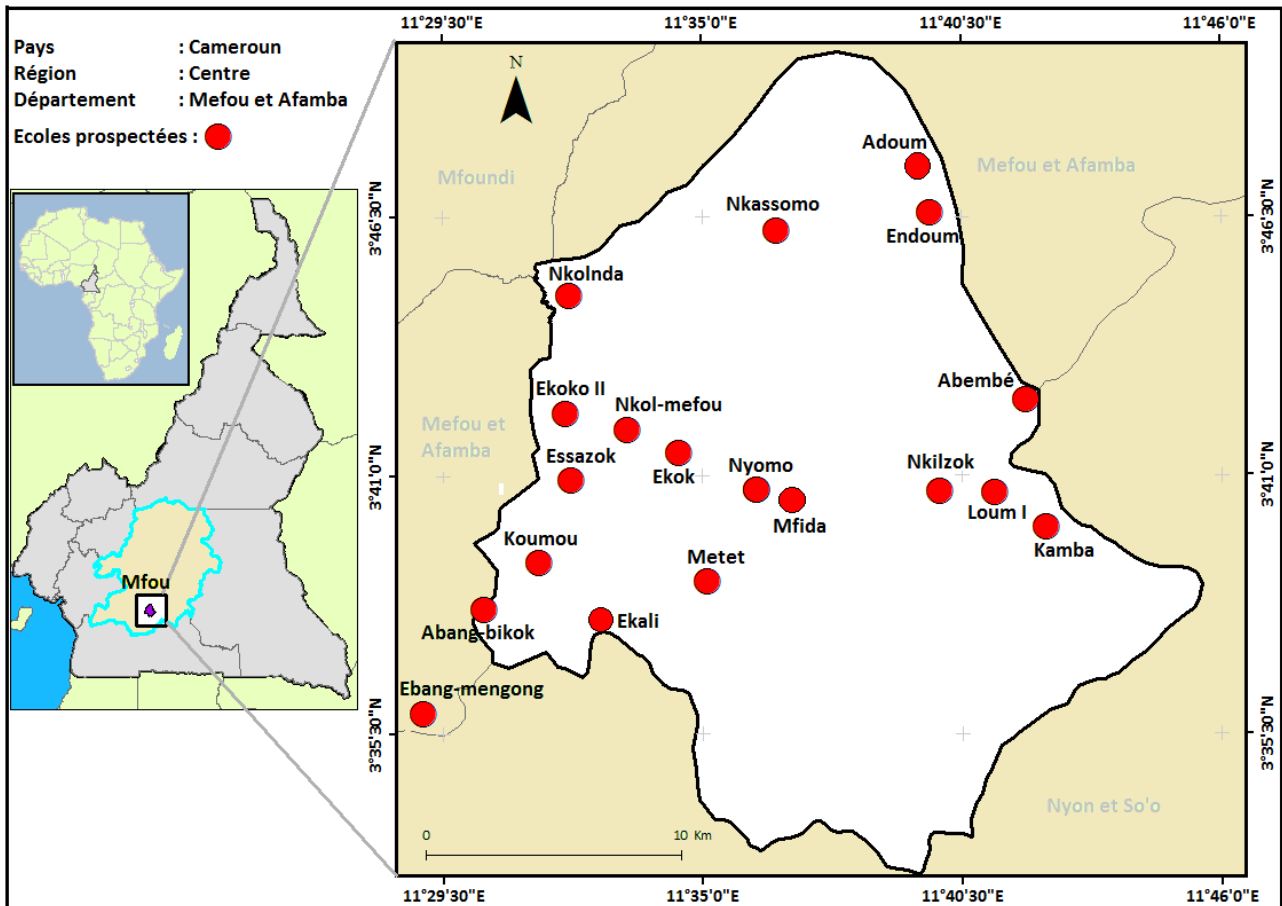 Pays : Cameroun
Région : Centre
Département : Mefou et Afamba
Ecoles prospectées :
Mfou
11°29'30"E
11°35'0"E
11°40'30"E
11°46'0"E
N
Adoum
Mfoundi
Mefou et Afamba
Nkassomo
3°46'30"N
3°46'30"N
Endoum
Nkolnda
Abembé
Ekoko II
Nkol-mefou
Mefou et
Afamba
Essazok
Ekok
Nyomo
Nkilzok
3°41'0"N
3°41'0"N
Mfida
Loum I
Koumou
Kamba
Metet
Abang-bikok
Ekali
Ebang-mengong
3°35'30"N
3°35'30"N
Nyon et So'o
0 10 Km
11°29'30"E
11°35'0"E
11°40'30"E
11°46'0"E